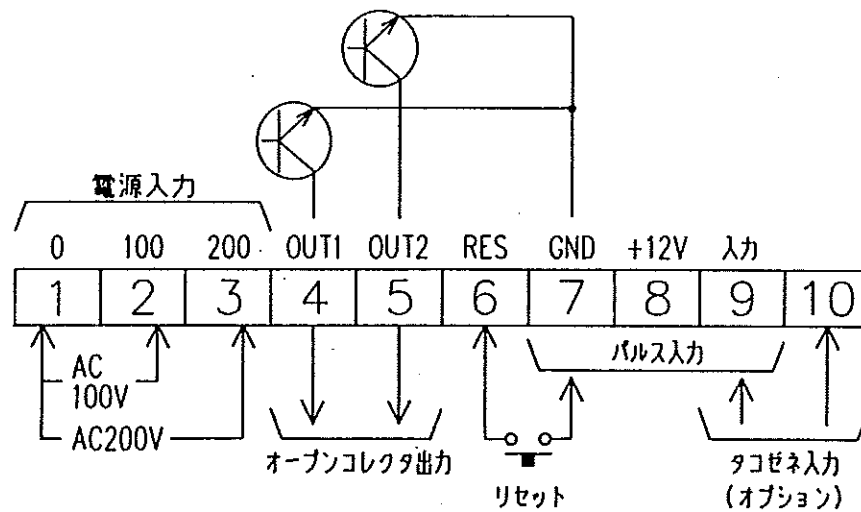 電源入力
0 100 200 OUT1 OUT2 RES GND +12V 入力
1 2 3 4 5 6 7 8 9 10
パルス入力
AC
100V
AC200V
オープンコレクタ出力
リセット
タコゼネ入力
(オプション)